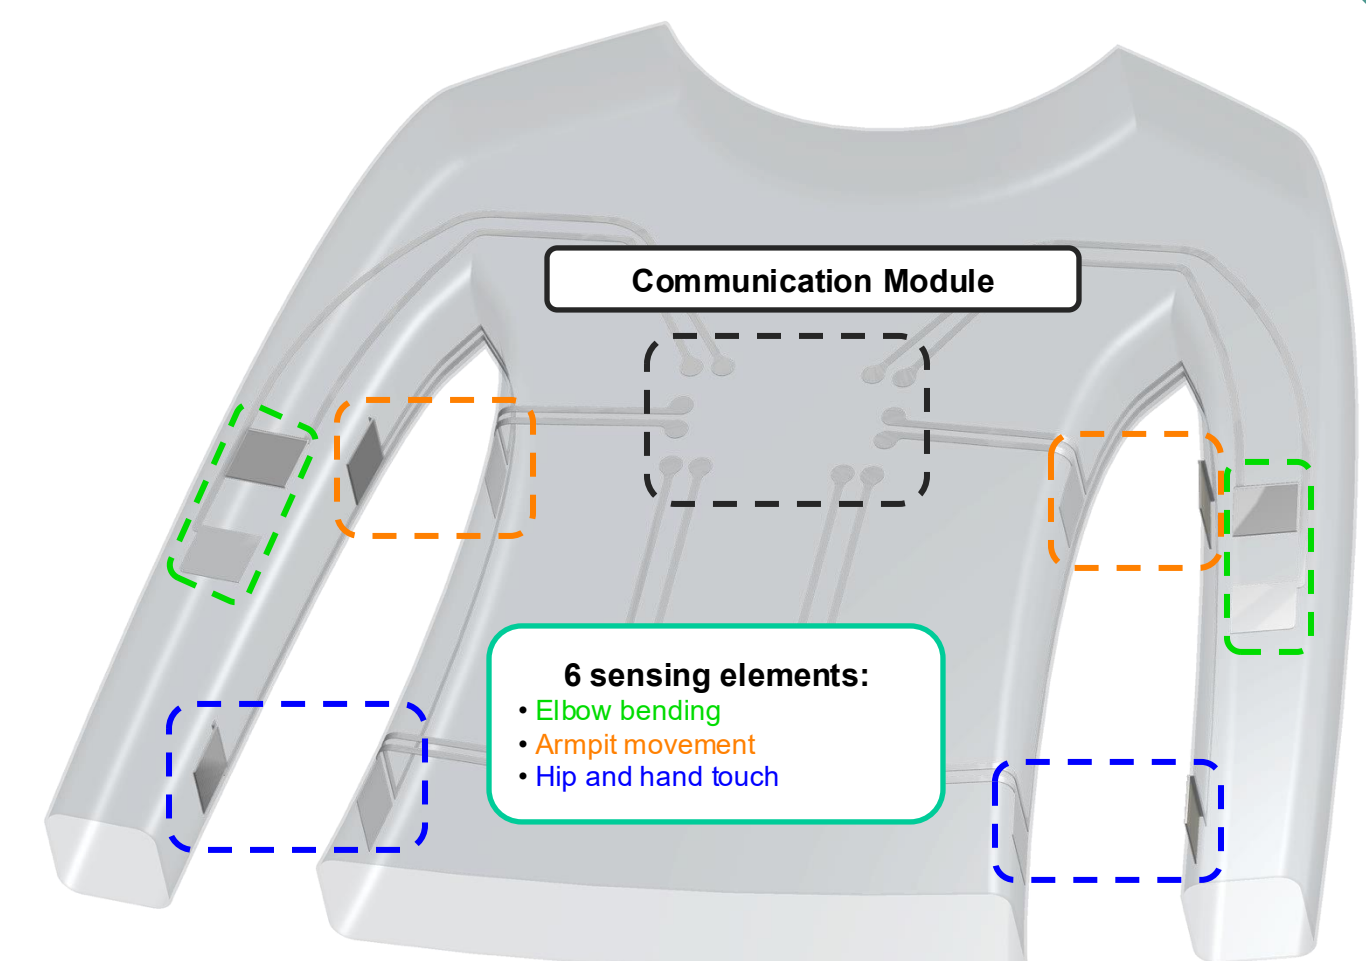 Communication Module
6 sensing elements:
• Elbow bending
• Armpit movement
• Hip and hand touch